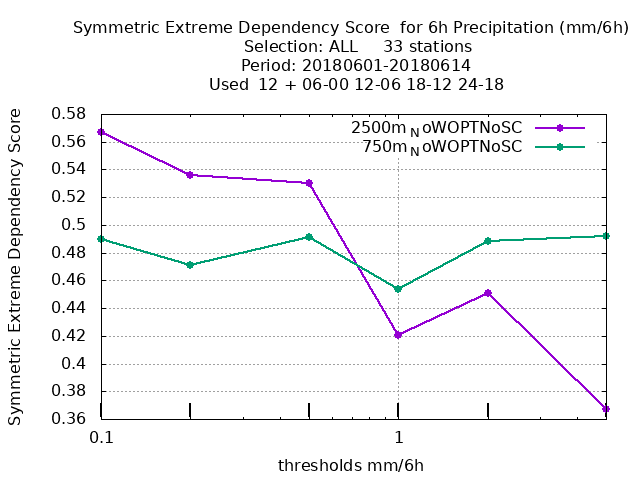 Symmetric Extreme Dependency Score  for 6h Precipitation (mm/6h)
Selection: ALL     33 stations
Period: 20180601-20180614
Used  12 + 06-00 12-06 18-12 24-18
2500m_NoWOPTNoSC
750m_NoWOPTNoSC
Symmetric Extreme Dependency Score
0.58
0.56
0.54
0.52
0.5
0.48
0.46
0.44
0.42
0.4
0.38
0.36
0.1
1
thresholds mm/6h